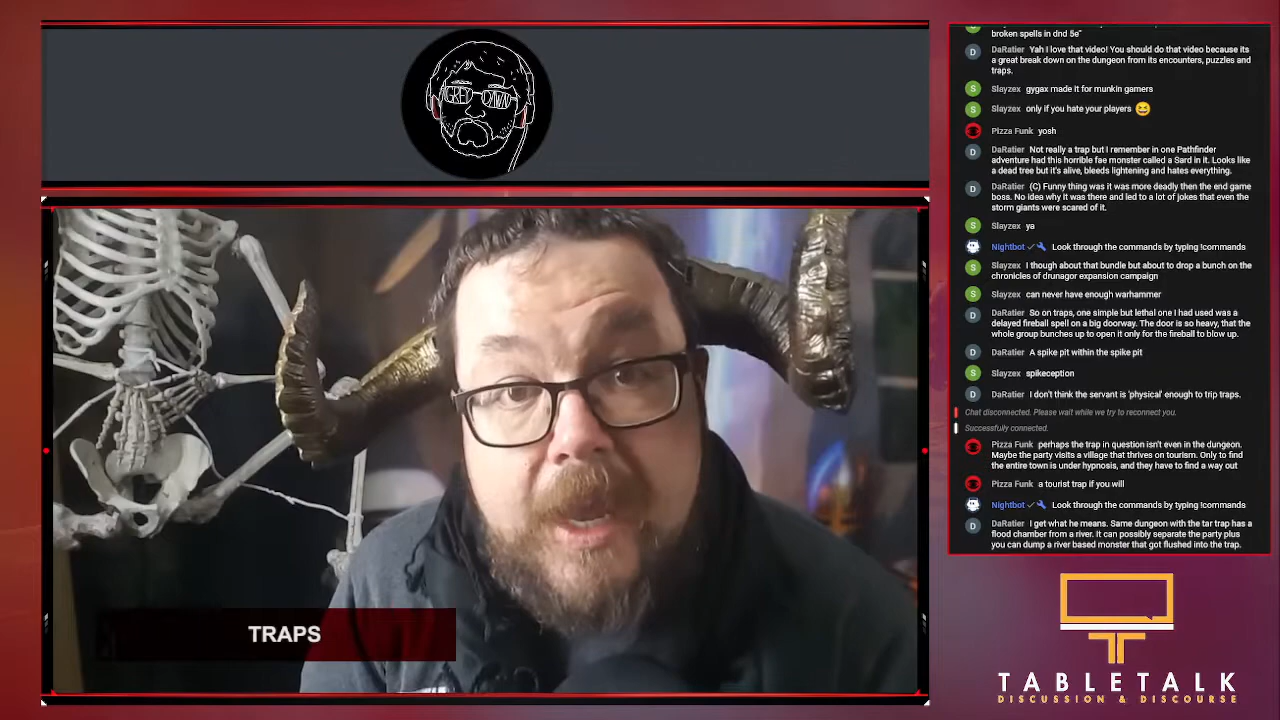 GET DOWN
TRAPS
broken spells in dnd 5e"
DaRatier Yah I love that video! You should do that video because its
a great break down on the dungeon from its encounters, puzzles and
traps.
Slayzex gygax made it for munkin gamers
Slayzex only if you hate your players 😆
Pizza Funk yosh
DaRatier Not really a trap but I remember in one Pathfinder
adventure had this horrible fae monster called a Sard in it. Looks like
a dead tree but it's alive, bleeds lightening and hates everything.
DaRatier (C) Funny thing was it was more deadly then the end game
boss. No idea why it was there and led to a lot of jokes that even the
storm giants were scared of it.
Slayzex ya
Nightbot Look through the commands by typing !commands
Slayzex I though about that bundle but about to drop a bunch on the
chronicles of drunagor expansion campaign
Slayzex can never have enough warhammer
DaRatier So on traps, one simple but lethal one I had used was a
delayed fireball spell on a big doorway. The door is so heavy, that the
whole group bunches up to open it only for the fireball to blow up.
DaRatier A spike pit within the spike pit
Slayzex spikeception
DaRatier I don't think the servant is 'physical' enough to trip traps.
Chat disconnected. Please wait while we try to reconnect you.
Successfully connected.
Pizza Funk perhaps the trap in question isn't even in the dungeon.
Maybe the party visits a village that thrives on tourism. Only to find
the entire town is under hypnosis, and they have to find a way out
Pizza Funk a tourist trap if you will
Nightbot Look through the commands by typing !commands
DaRatier I get what he means. Same dungeon with the tar trap has a
flood chamber from a river. It can possibly separate the party plus
you can dump a river based monster that got flushed into the trap.
TABLETALK
DISCUSSION & DISCOURSE